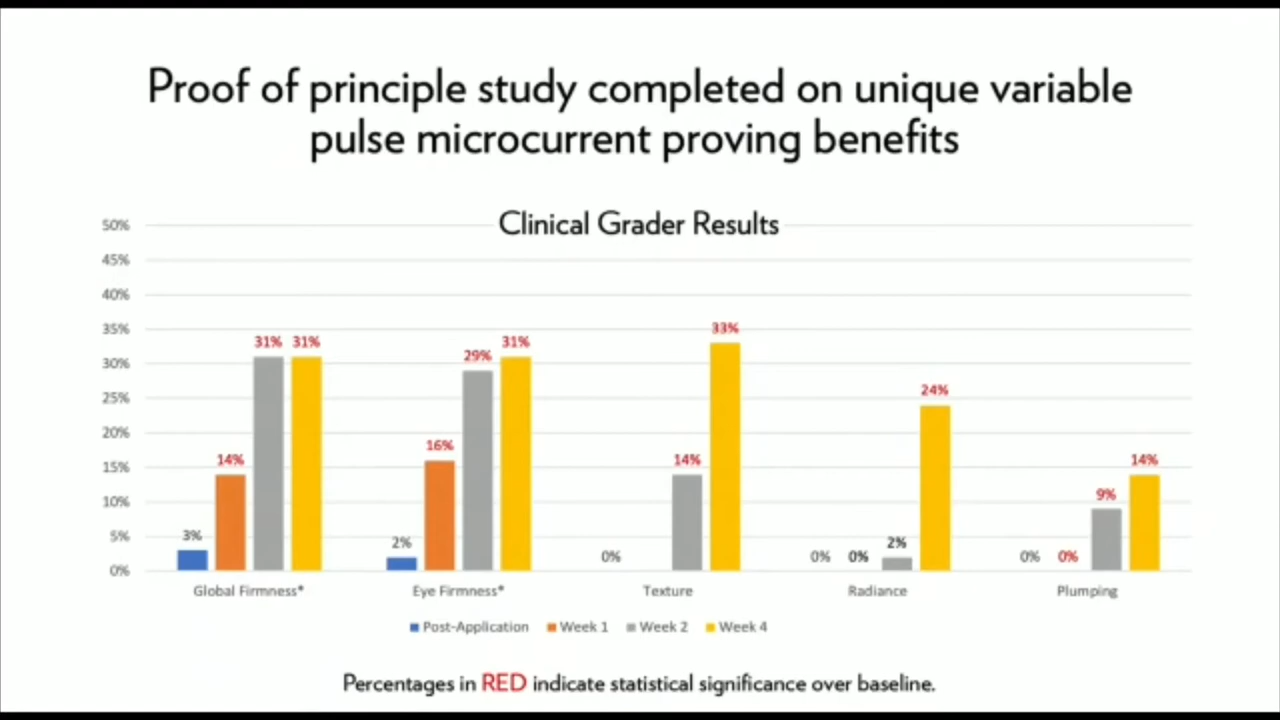 Proof of principle study completed on unique variable
pulse microcurrent proving benefits
Clinical Grader Results
50%
45%
40%
35%
30%
25%
20%
15%
10%
5%
0%
3% 14% 31% 31%
2% 16% 29% 31%
0% 14% 33%
0% 0% 2% 24%
0% 0% 9% 14%
Global Firmness* Eye Firmness* Texture Radiance Plumping
Post-Application Week 1 Week 2 Week 4
Percentages in RED indicate statistical significance over baseline.